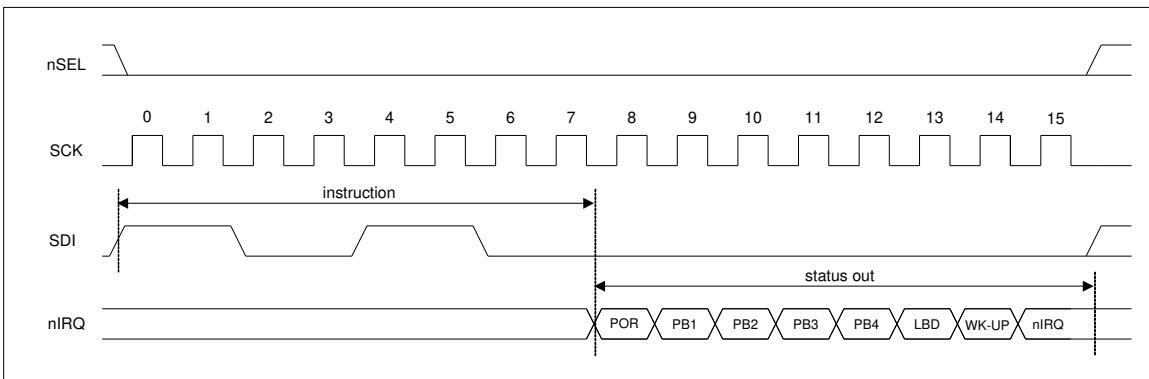 nSEL
0 1 2 3 4 5 6 7 8 9 10 11 12 13 14 15
SCK
instruction
SDI
status out
nIRQ POR PB1 PB2 PB3 PB4 LBD WK-UP nIRQ